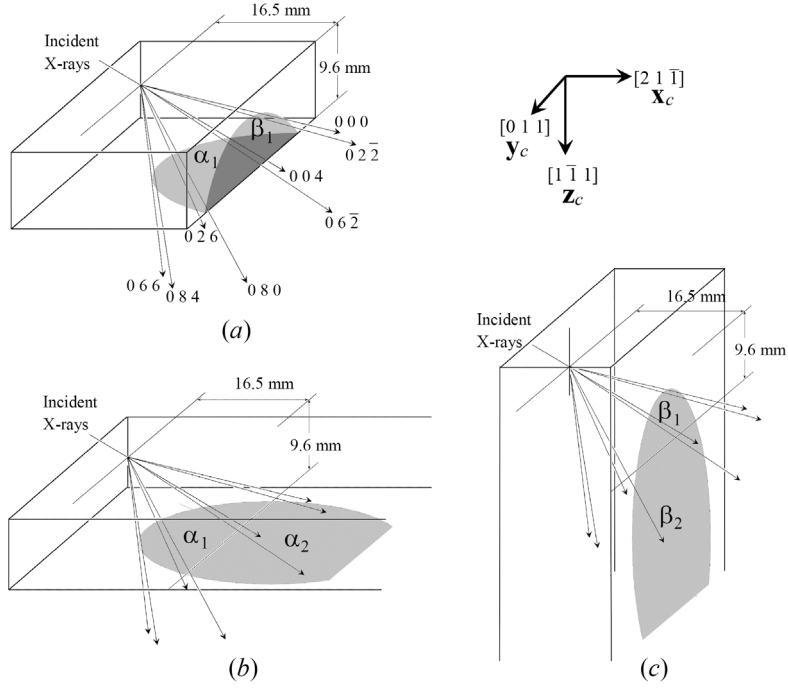 16.5 mm
Incident
X-rays
9.6 mm
0 0 0
β1
0 2 2̅
α1
0 0 4
0 6 2̅
0 2 6
0 6 6
0 8 4
0 8 0
(a)
[2 1 1̅]
xc
[0 1 1]
yc
[1 1̅ 1]
zc
16.5 mm
Incident
X-rays
9.6 mm
α1
α2
(b)
16.5 mm
Incident
X-rays
9.6 mm
β1
β2
(c)